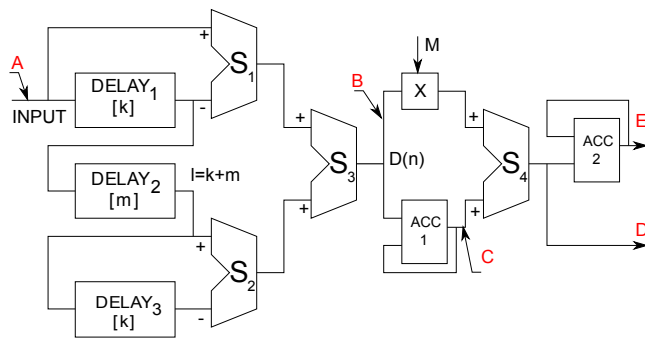 A
INPUT
DELAY1
[k]
+
-
S1
DELAY2
[m]
l=k+m
DELAY3
[k]
+
-
S2
+
+
S3
B
D(n)
M
X
ACC
1
C
+
+
S4
ACC
2
E
D